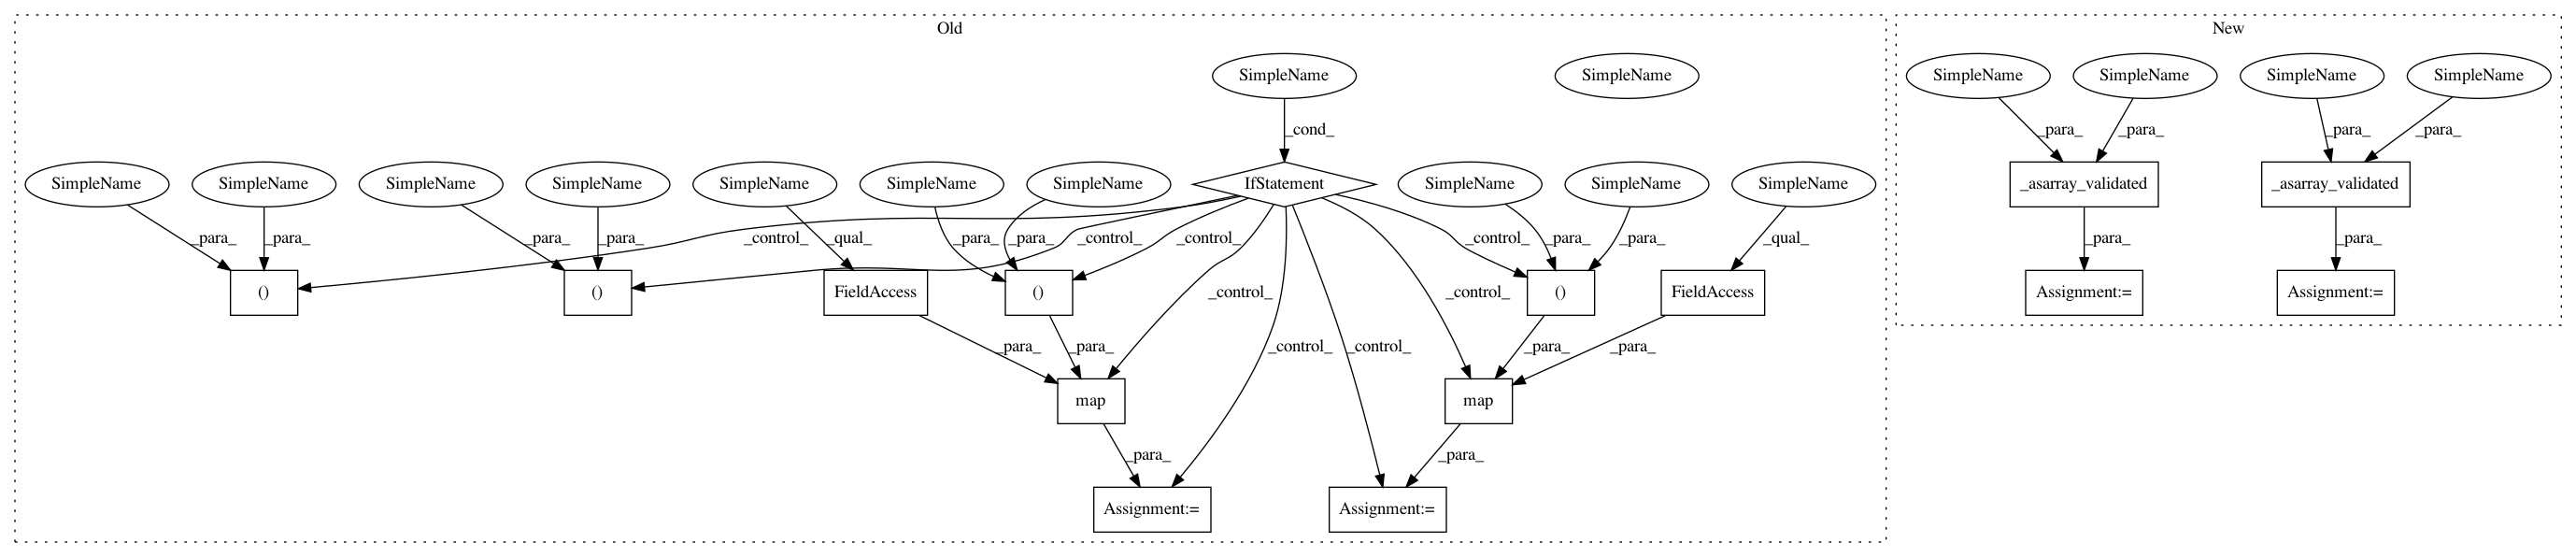 Old
New
SimpleName SimpleName SimpleName SimpleName SimpleName SimpleName
_cond_ _para_ _para_ _para_ _para_
SimpleName SimpleName SimpleName SimpleName SimpleName SimpleName SimpleName IfStatement SimpleName SimpleName SimpleName _asarray_validated _asarray_validated
_para_ _para_ _control_ _para_ _para_ _control_ _qual_ _para_ _para_ _control_ _control_ _para_ _para_ _qual_ _para_ _para_
() () FieldAccess () () FieldAccess Assignment:= Assignment:=
_para_ _para_ _control_ _control_ _control_ _control_ _para_ _para_
map map
_para_ _para_
Assignment:= Assignment:=